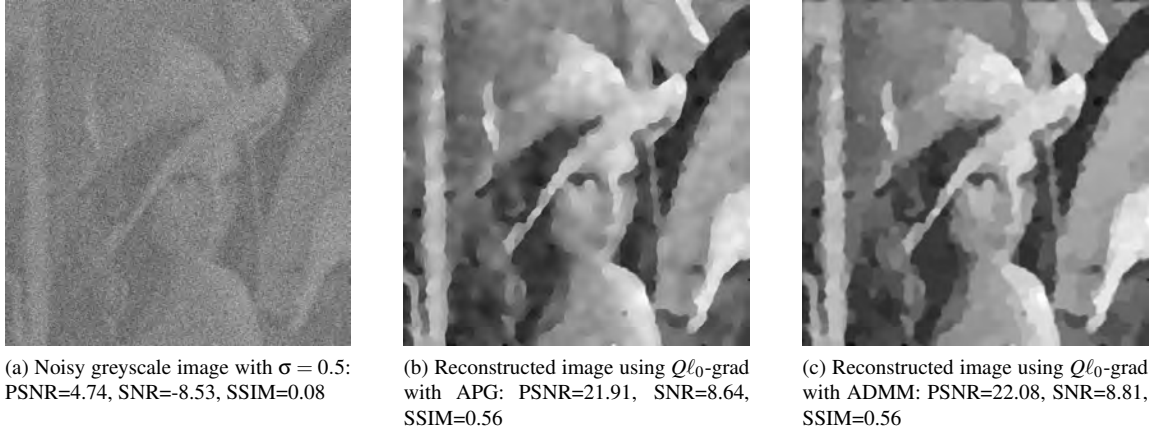 (a) Noisy greyscale image with σ = 0.5:
PSNR=4.74, SNR=-8.53, SSIM=0.08
(b) Reconstructed image using Qℓ₀-grad
with APG: PSNR=21.91, SNR=8.64,
SSIM=0.56
(c) Reconstructed image using Qℓ₀-grad
with ADMM: PSNR=22.08, SNR=8.81,
SSIM=0.56